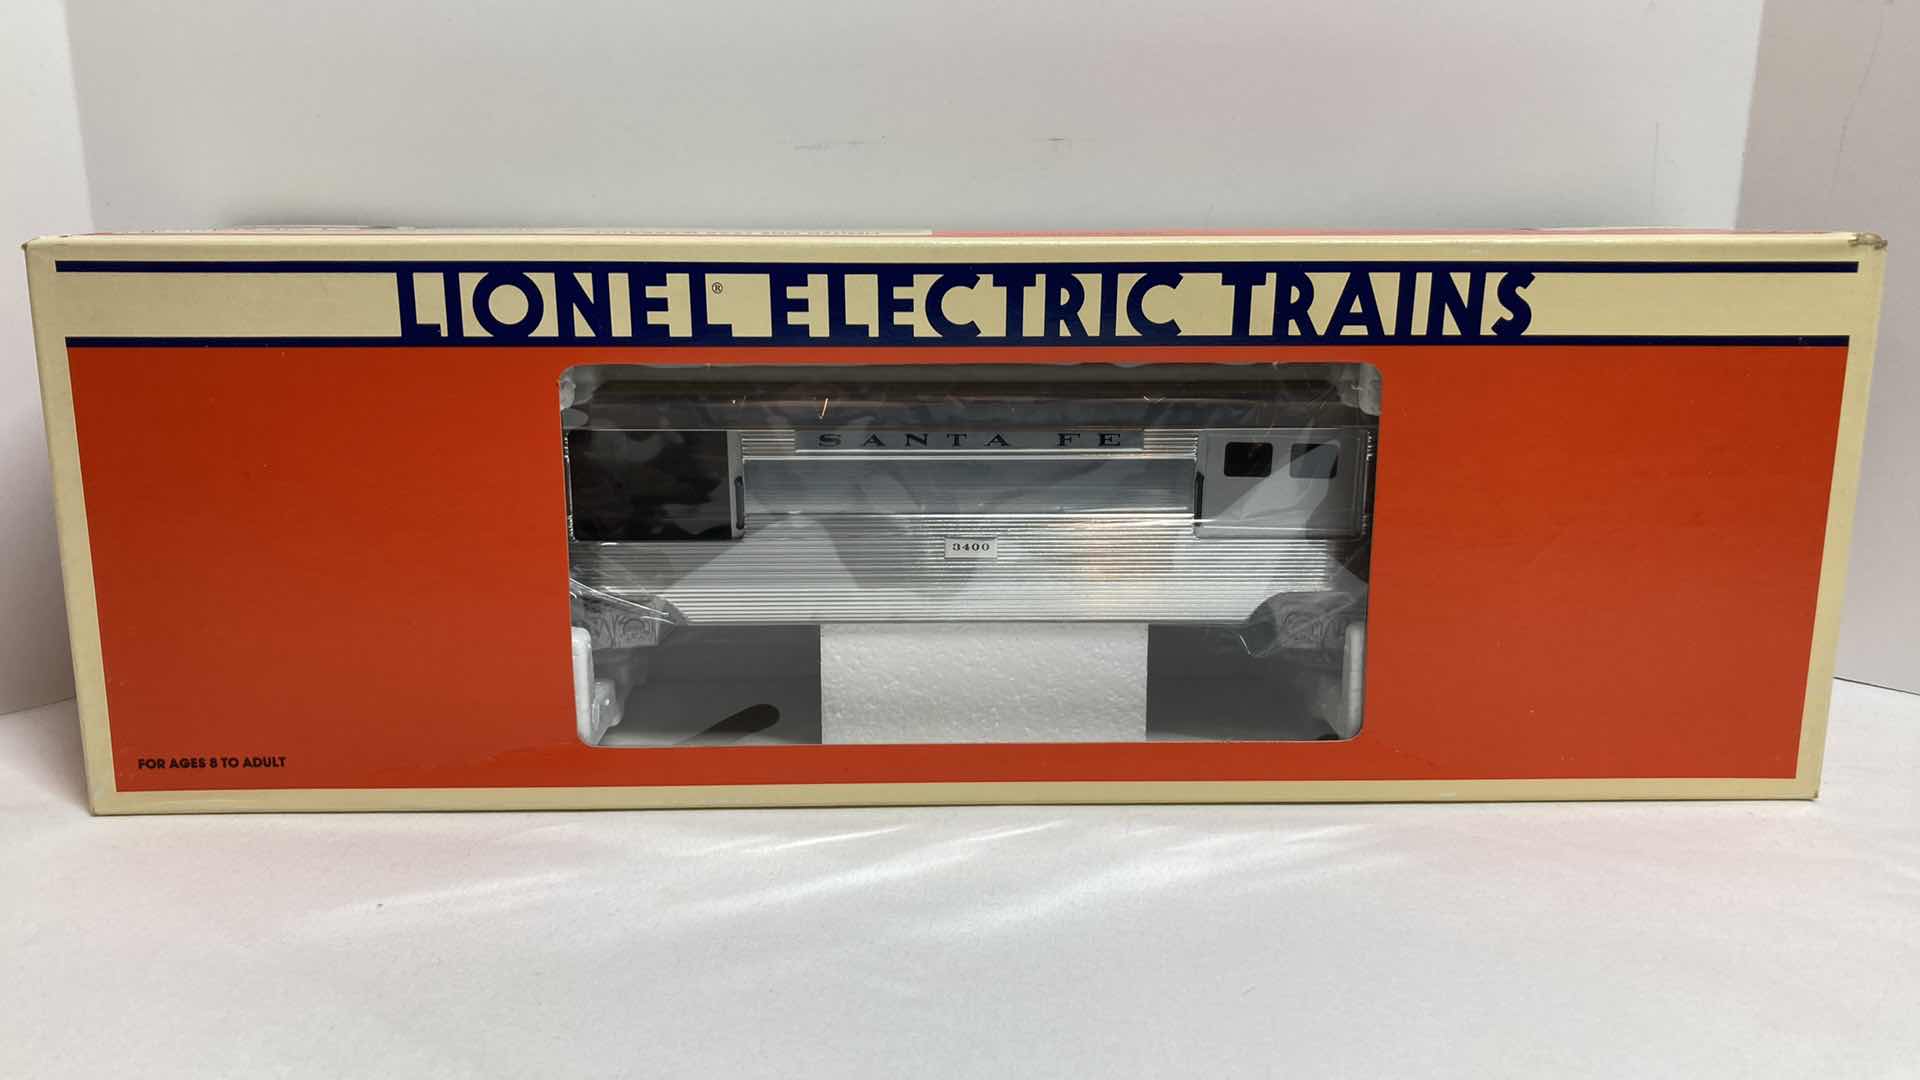 LIONEL® ELECTRIC TRAINS
SANTA FE
3400
FOR AGES 8 TO ADULT